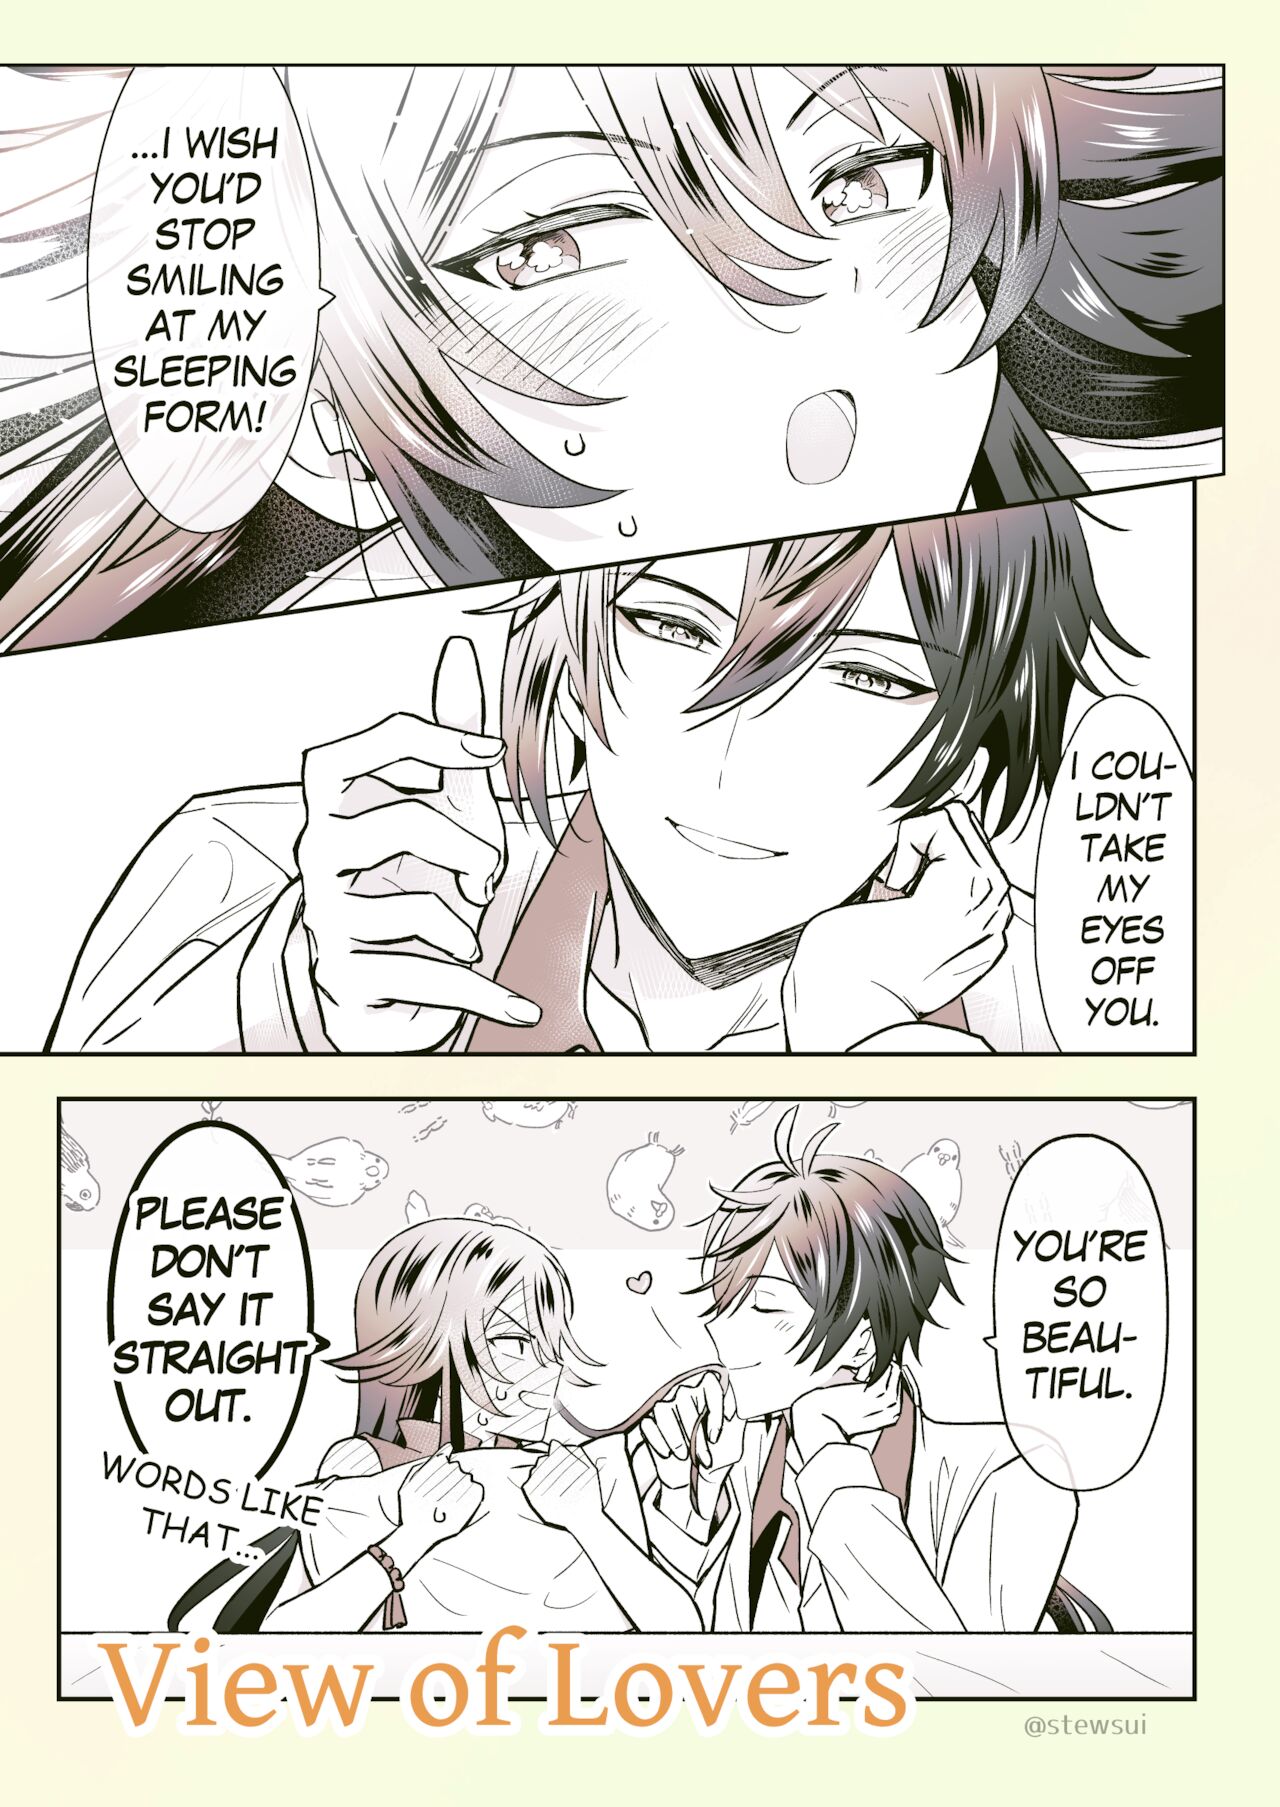 ...I WISH
YOU'D
STOP
SMILING
AT MY
SLEEPING
FORM!
I COU-
LDN'T
TAKE
MY
EYES
OFF
YOU.
YOU'RE
SO
BEAU-
TIFUL.
PLEASE
DON'T
SAY IT
STRAIGHT
OUT.
WORDS LIKE
THAT...
View of Lovers
@stewsui